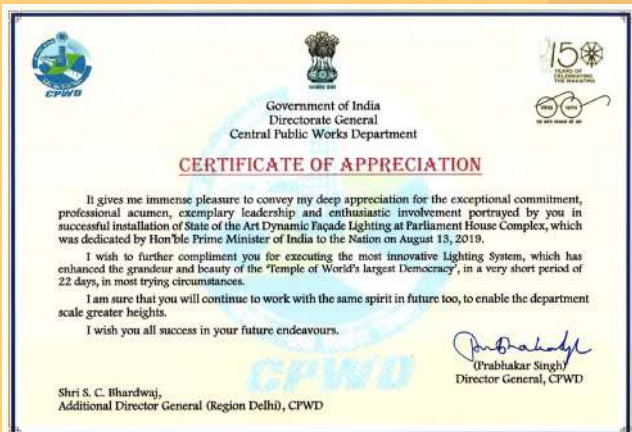 CPWD
150
YEARS OF
CELEBRATING
THE MAHATMA
Government of India
Directorate General
Central Public Works Department
CERTIFICATE OF APPRECIATION
It gives me immense pleasure to convey my deep appreciation for the exceptional commitment,
professional acumen, exemplary leadership and enthusiastic involvement portrayed by you in
successful installation of State of the Art Dynamic Façade Lighting at Parliament House Complex, which
was dedicated by Hon'ble Prime Minister of India to the Nation on August 13, 2019.
I wish to further compliment you for executing the most innovative Lighting System, which has
enhanced the grandeur and beauty of the 'Temple of World's largest Democracy', in a very short period of
22 days, in most trying circumstances.
I am sure that you will continue to work with the same spirit in future too, to enable the department
scale greater heights.
I wish you all success in your future endeavours.
CPWD
(Prabhakar Singh)
Director General, CPWD
Shri S. C. Bhardwaj,
Additional Director General (Region Delhi), CPWD